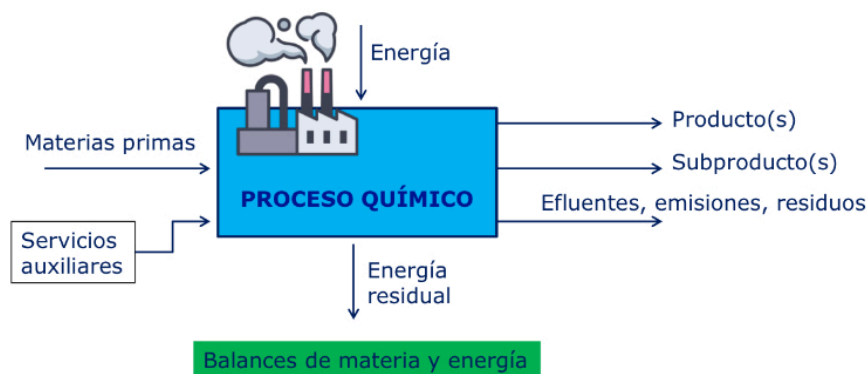 Energía
Producto(s)
Materias primas
Subproducto(s)
PROCESO QUÍMICO
Efluentes, emisiones, residuos
Servicios
auxiliares
Energía
residual
Balances de materia y energía